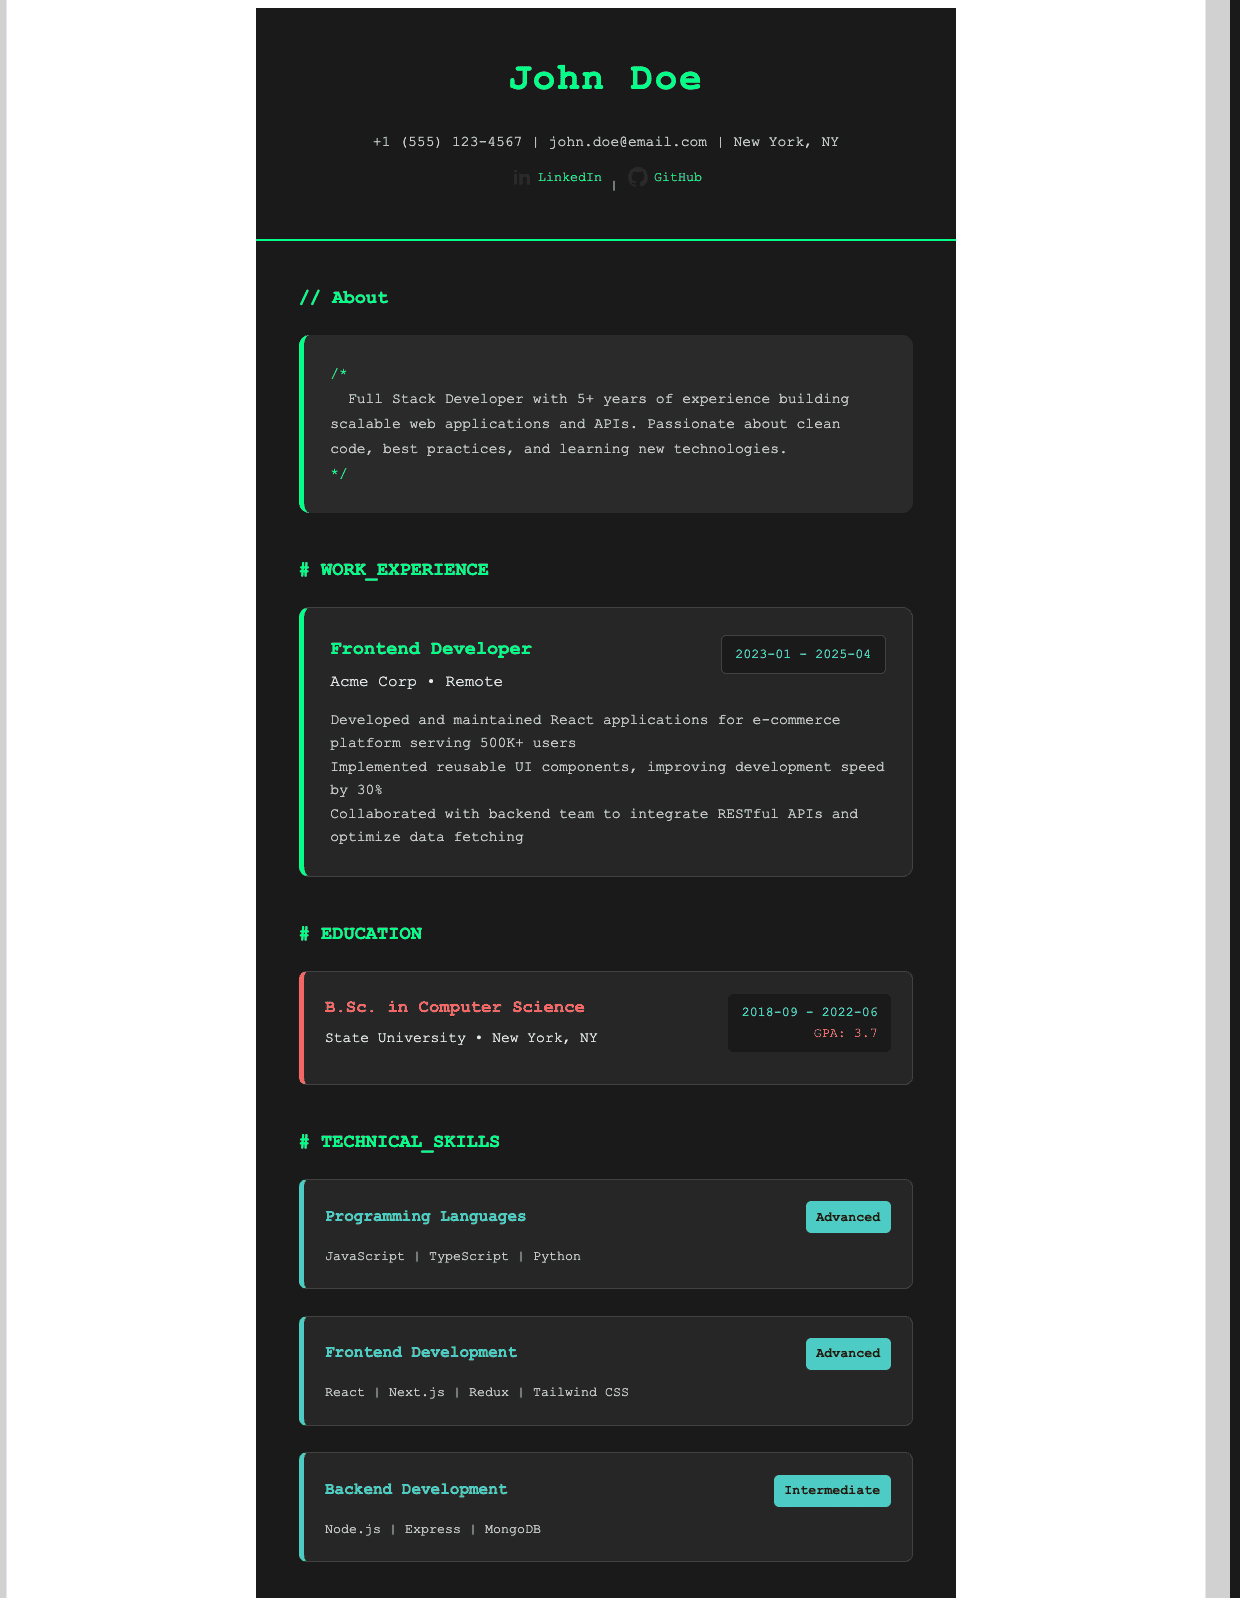 John Doe
+1 (555) 123-4567 | john.doe@email.com | New York, NY
in LinkedIn | GitHub
// About
/*
Full Stack Developer with 5+ years of experience building
scalable web applications and APIs. Passionate about clean
code, best practices, and learning new technologies.
*/
# WORK_EXPERIENCE
Frontend Developer 2023-01 - 2025-04
Acme Corp • Remote
Developed and maintained React applications for e-commerce
platform serving 500K+ users
Implemented reusable UI components, improving development speed
by 30%
Collaborated with backend team to integrate RESTful APIs and
optimize data fetching
# EDUCATION
B.Sc. in Computer Science 2018-09 - 2022-06
State University • New York, NY GPA: 3.7
# TECHNICAL_SKILLS
Programming Languages Advanced
JavaScript | TypeScript | Python
Frontend Development Advanced
React | Next.js | Redux | Tailwind CSS
Backend Development Intermediate
Node.js | Express | MongoDB